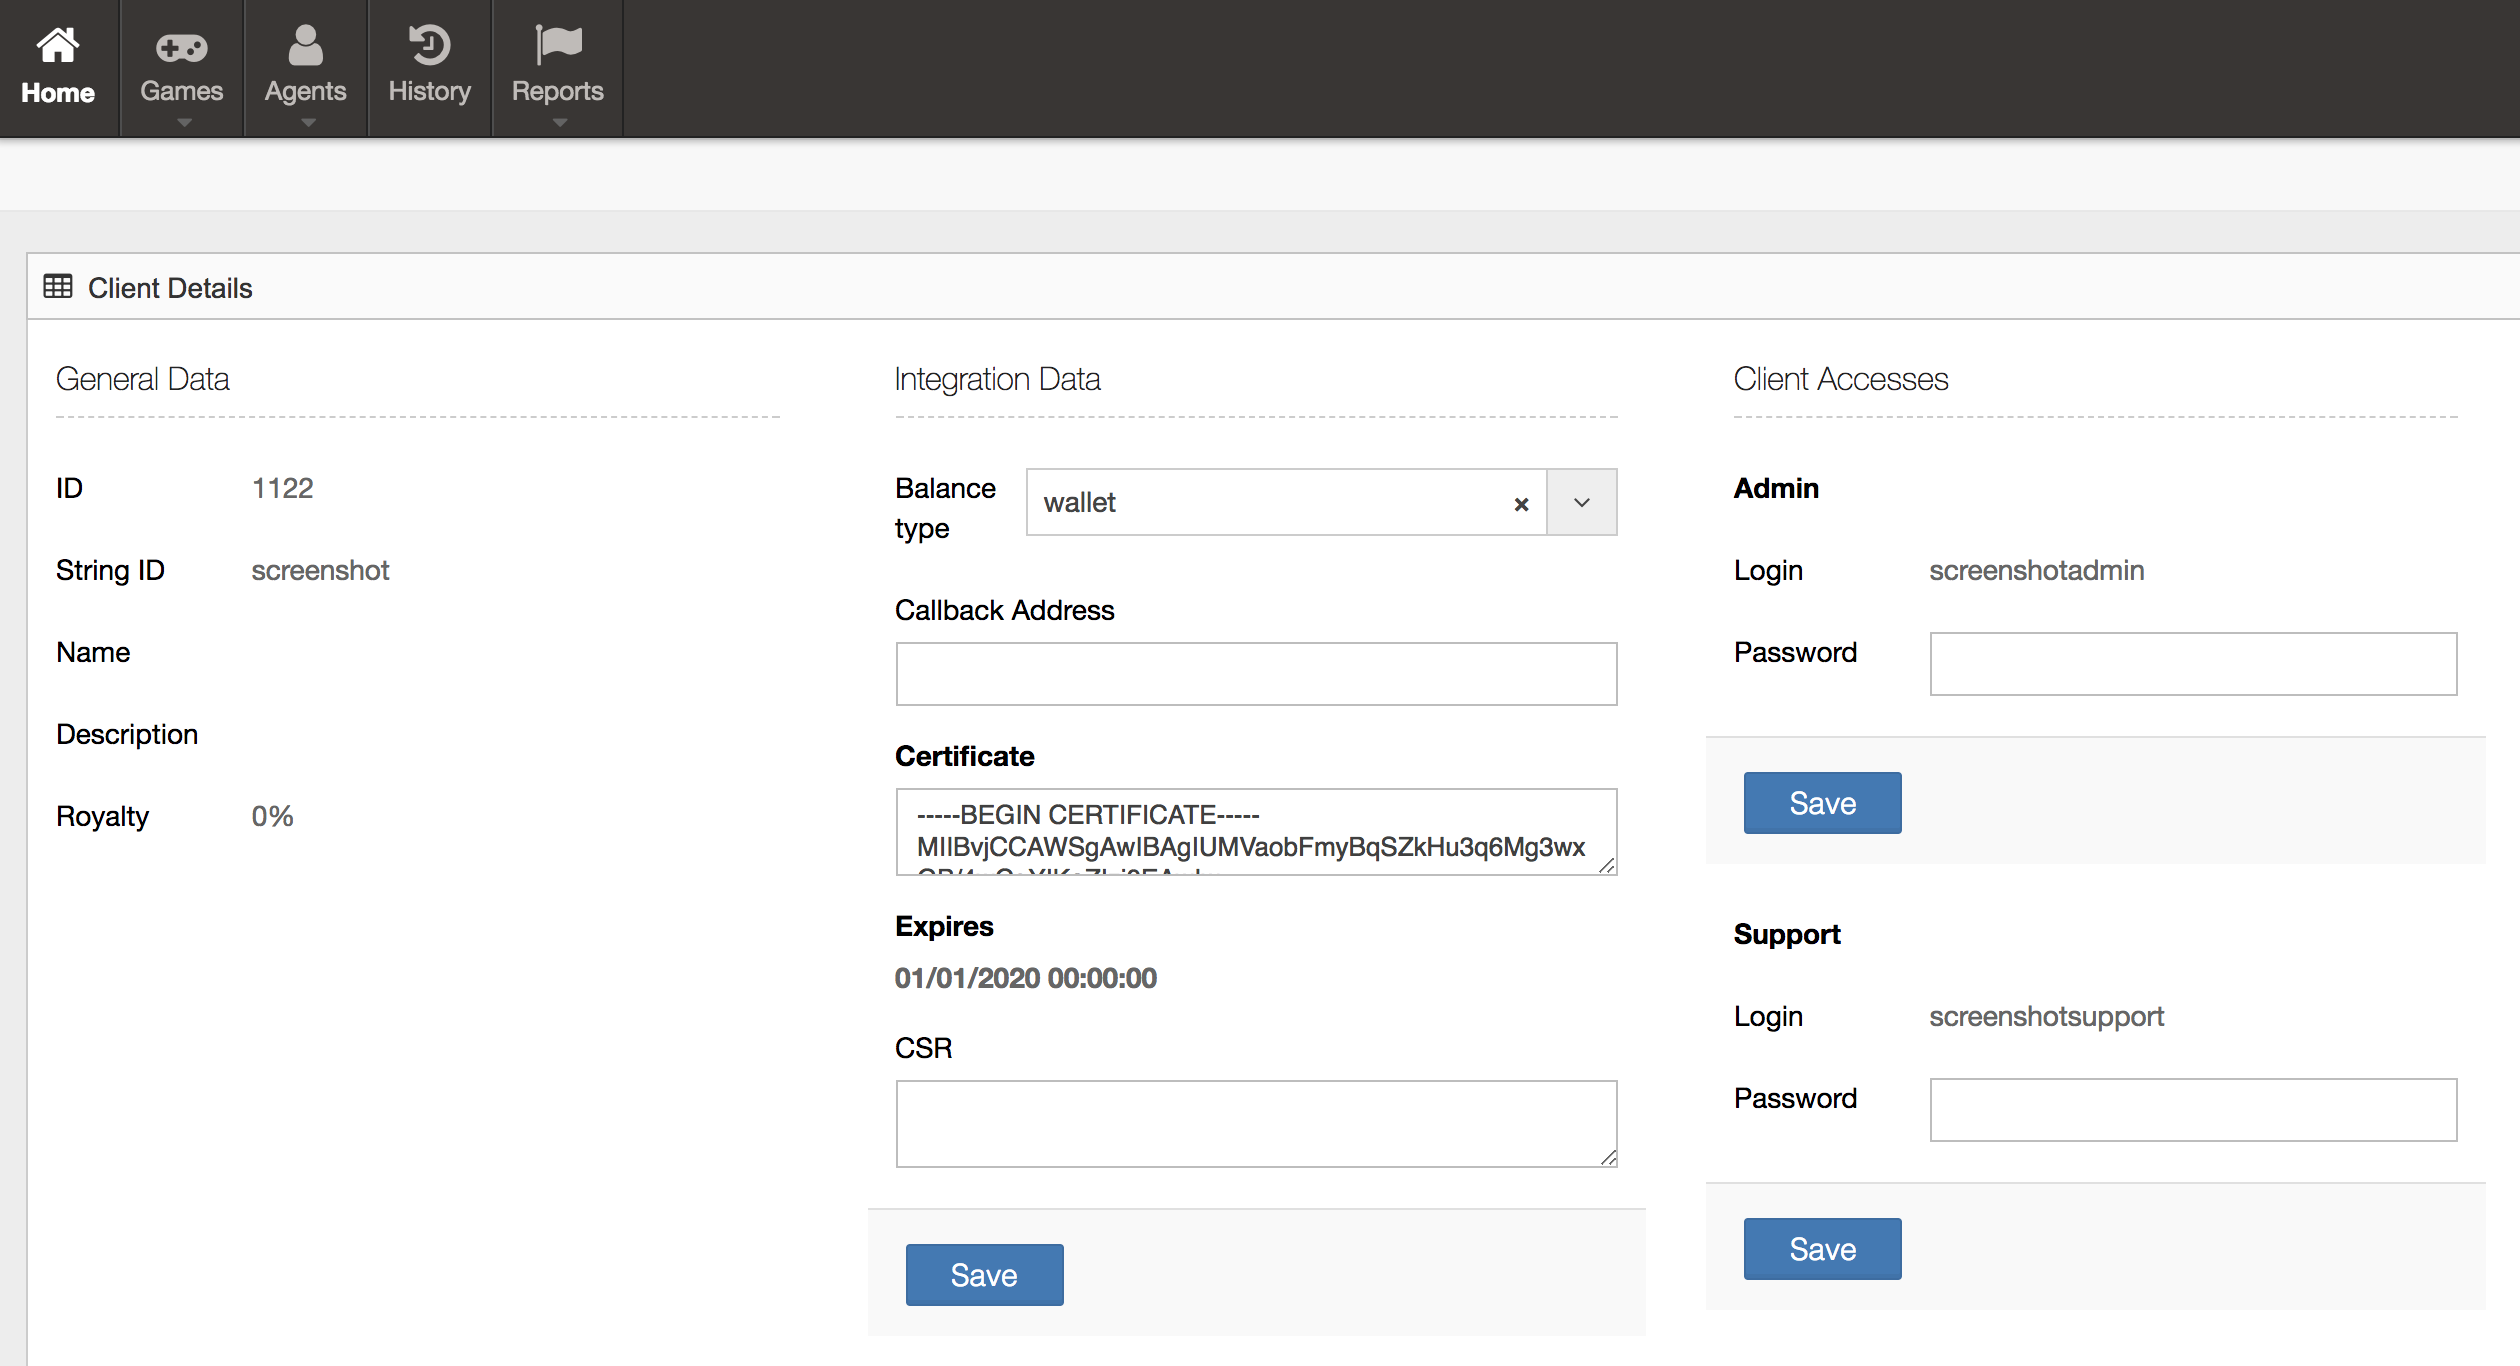 Home
Games
Agents
History
Reports
Client Details
General Data
ID 1122
String ID screenshot
Name
Description
Royalty 0%
Integration Data
Balance type wallet
Callback Address
Certificate
-----BEGIN CERTIFICATE-----
MIIBvjCCAWSgAwIBAgIUMVaobFmyBqSZkHu3q6Mg3wx
Expires
01/01/2020 00:00:00
CSR
Save
Client Accesses
Admin
Login screenshotadmin
Password
Save
Support
Login screenshotsupport
Password
Save